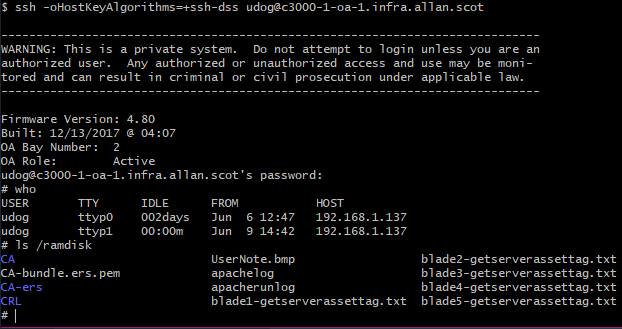 $ ssh -oHostKeyAlgorithms=+ssh-dss udog@c3000-1-oa-1.infra.allan.scot
-----------------------------------------------------------------------------
WARNING: This is a private system.  Do not attempt to login unless you are an
authorized user.  Any authorized or unauthorized access and use may be moni-
tored and can result in criminal or civil prosecution under applicable law.
-----------------------------------------------------------------------------
Firmware Version: 4.80
Built: 12/13/2017 @ 04:07
OA Bay Number:  2
OA Role:        Active
udog@c3000-1-oa-1.infra.allan.scot's password:
# who
USER       TTY      IDLE      FROM           HOST
udog       ttyp0    002days   Jun  6 12:47   192.168.1.137
udog       ttyp1    00:00m    Jun  9 14:42   192.168.1.137
# ls /ramdisk
CA                            UserNote.bmp                  blade2-getserverassettag.txt
CA-bundle.ers.pem             apachelog                     blade3-getserverassettag.txt
CA-ers                        apacherunlog                  blade4-getserverassettag.txt
CRL                           blade1-getserverassettag.txt  blade5-getserverassettag.txt
#